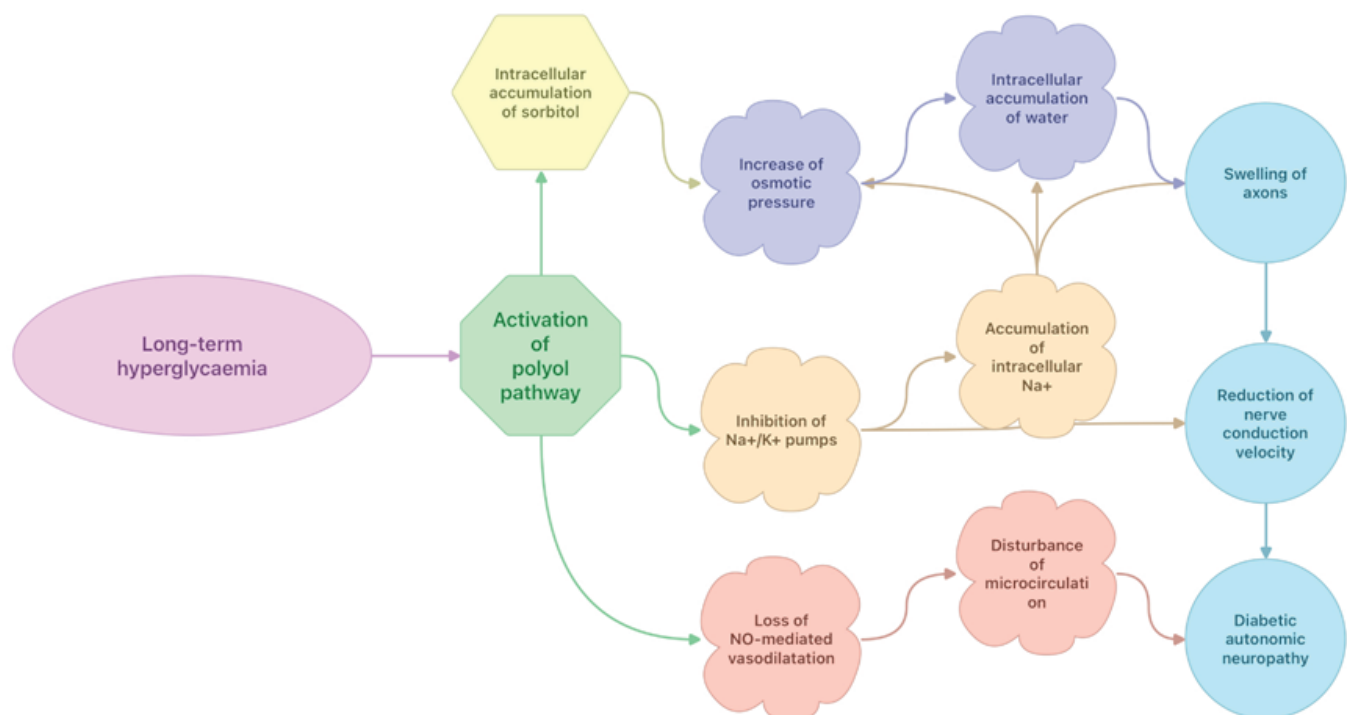 Intracellular
accumulation
of sorbitol
Intracellular
accumulation
of water
Increase of
osmotic
pressure
Swelling of
axons
Long-term
hyperglycaemia
Activation
of
polyol
pathway
Accumulation
of
intracellular
Na+
Inhibition of
Na+/K+ pumps
Reduction of
nerve
conduction
velocity
Disturbance
of
microcirculati
on
Loss of
NO-mediated
vasodilatation
Diabetic
autonomic
neuropathy